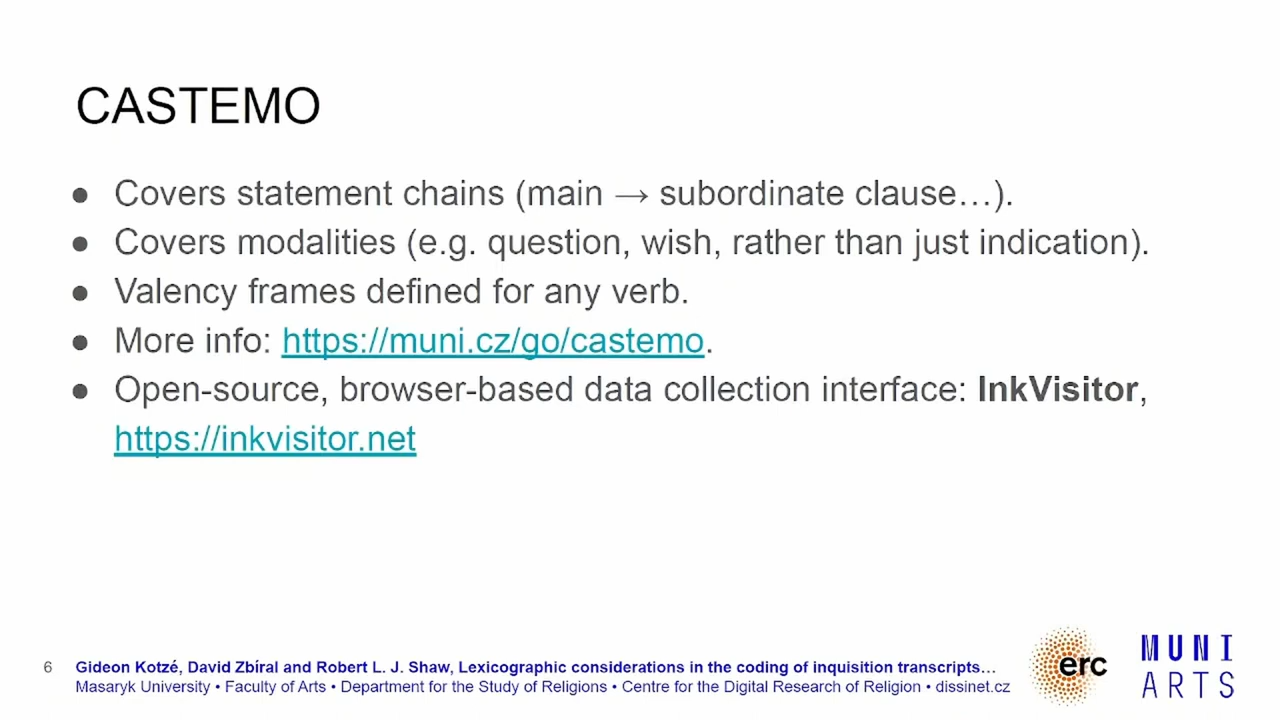 CASTEMO
● Covers statement chains (main → subordinate clause…).
● Covers modalities (e.g. question, wish, rather than just indication).
● Valency frames defined for any verb.
● More info: https://muni.cz/go/castemo.
● Open-source, browser-based data collection interface: InkVisitor,
https://inkvisitor.net
6
Gideon Kotzé, David Zbíral and Robert L. J. Shaw, Lexicographic considerations in the coding of inquisition transcripts…
Masaryk University • Faculty of Arts • Department for the Study of Religions • Centre for the Digital Research of Religion • dissinet.cz
erc
MUNI
ARTS